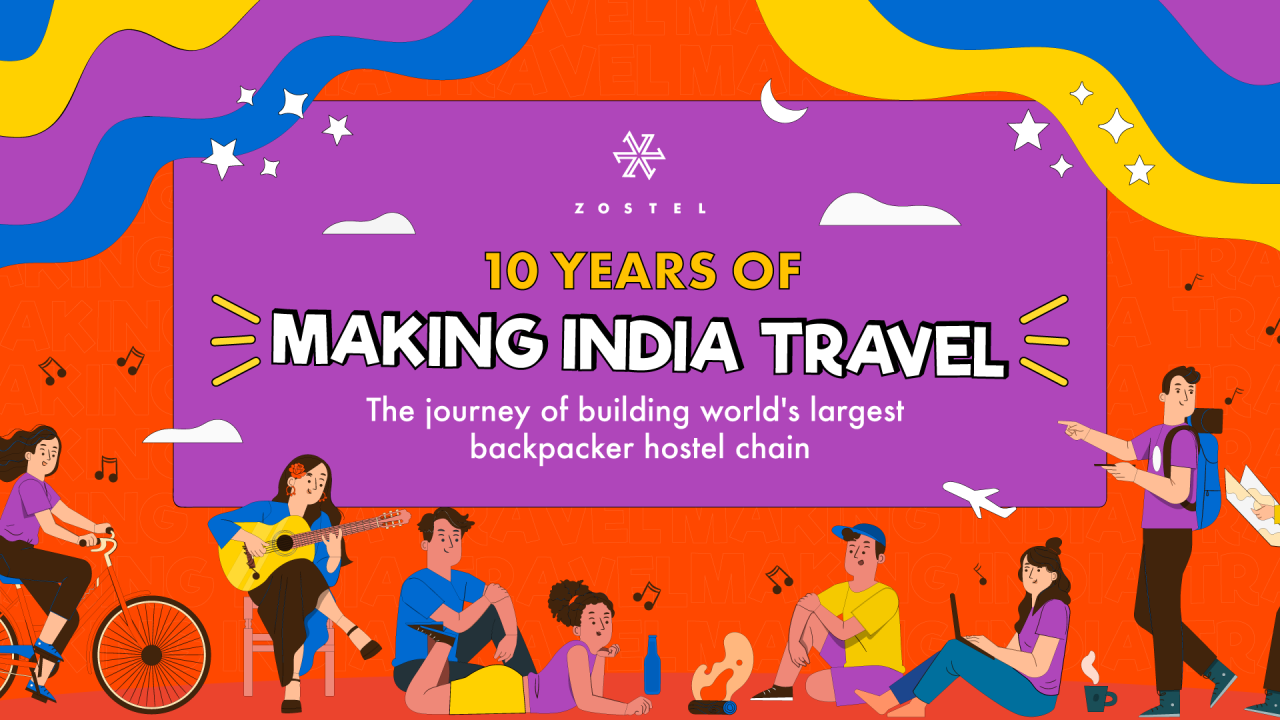 ZOSTEL
10 YEARS OF
MAKING INDIA TRAVEL
The journey of building world's largest
backpacker hostel chain